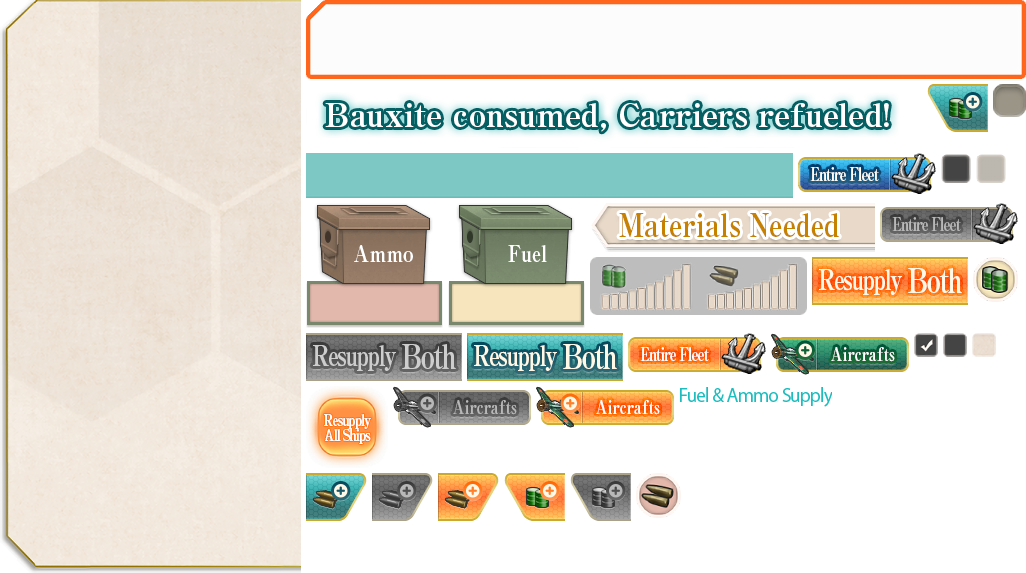 Bauxite consumed, Carriers refueled!
Entire Fleet
Ammo
Fuel
Materials Needed
Entire Fleet
Resupply Both
Resupply Both
Resupply Both
Entire Fleet
Aircrafts
Resupply
All Ships
Aircrafts
Aircrafts
Fuel & Ammo Supply